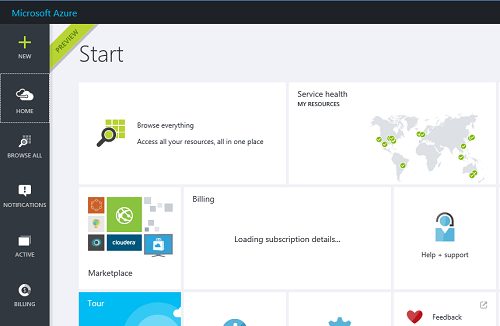 Microsoft Azure
NEW
PREVIEW
Start
HOME
BROWSE ALL
NOTIFICATIONS
ACTIVE
BILLING
Browse everything
Access all your resources, all in one place
Service health
MY RESOURCES
cloudera
Marketplace
Billing
Loading subscription details...
Help + support
Tour
Feedback